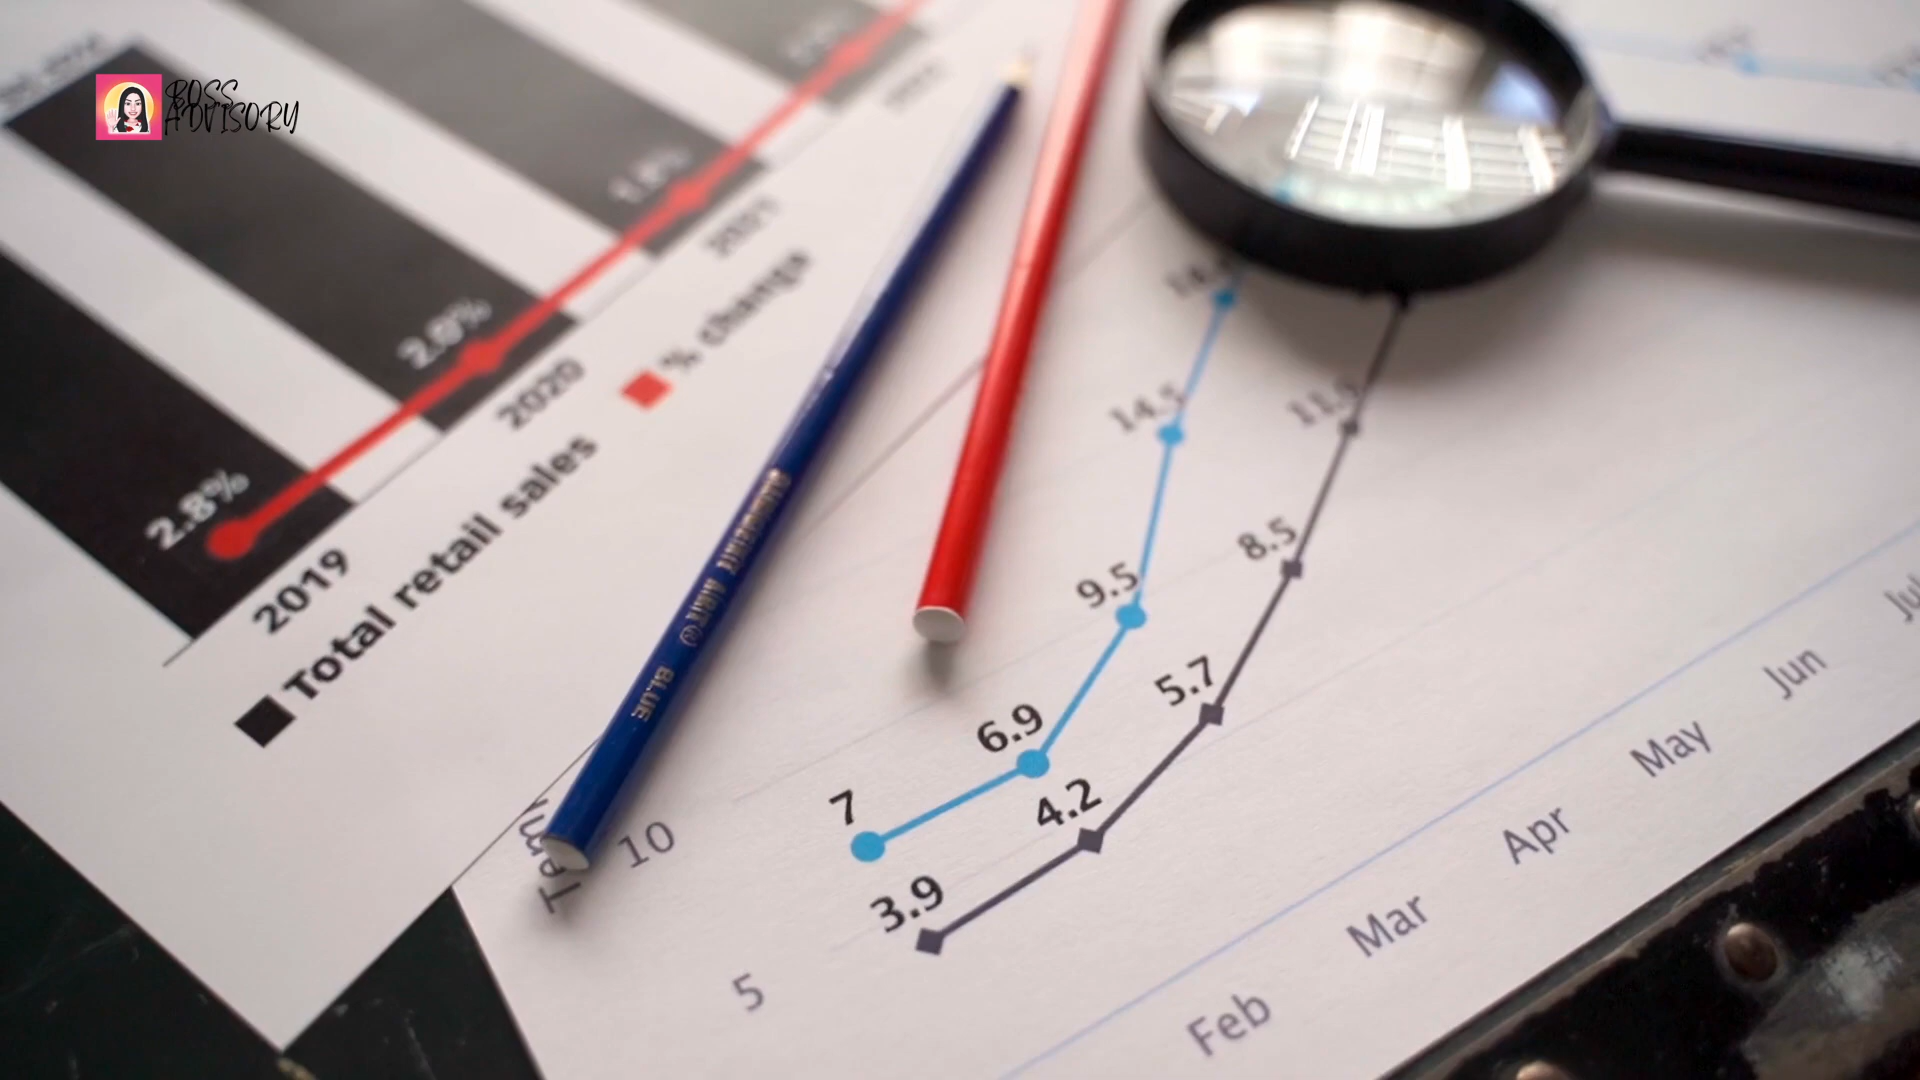 BOSS
ADVISORY
2.8%
2.0%
1.8%
2019
2020
2021
Total retail sales
% change
BLUE
14.5
9.5
6.9
7
8.5
5.7
4.2
3.9
10
5
Feb
Mar
Apr
May
Jun